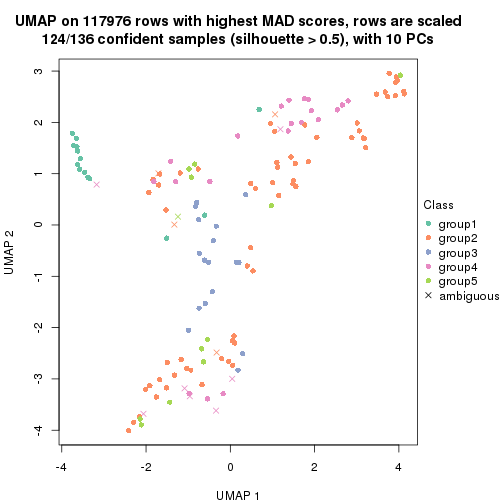 UMAP on 117976 rows with highest MAD scores, rows are scaled
124/136 confident samples (silhouette > 0.5), with 10 PCs
3
2
1
0
-1
-2
-3
-4
UMAP 2
-4
-2
0
2
4
UMAP 1
Class
group1
group2
group3
group4
group5
ambiguous